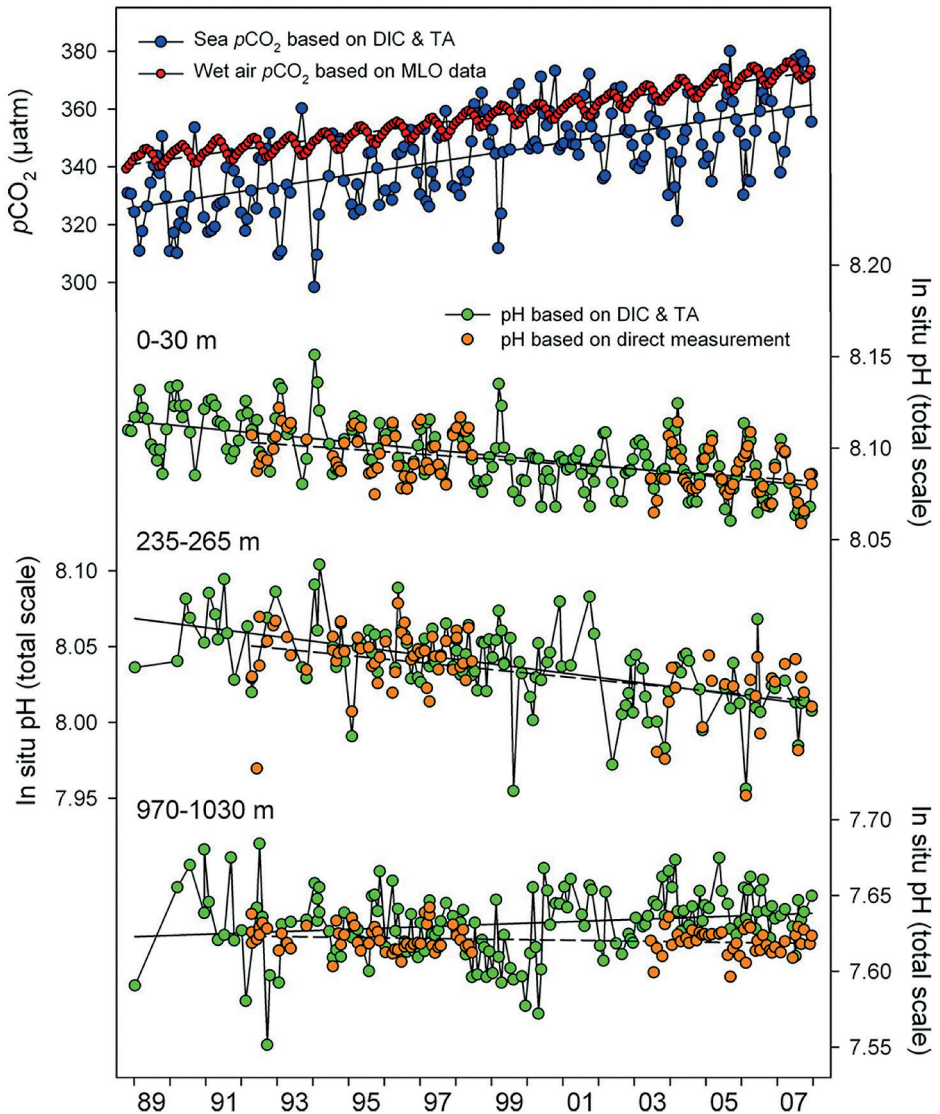 Sea pCO₂ based on DIC & TA
Wet air pCO₂ based on MLO data
380
360
340
320
300
pCO₂ (µatm)
8.20
8.15
8.10
8.05
In situ pH (total scale)
pH based on DIC & TA
pH based on direct measurement
0-30 m
235-265 m
8.10
8.05
8.00
7.95
In situ pH (total scale)
970-1030 m
7.70
7.65
7.60
7.55
In situ pH (total scale)
89 91 93 95 97 99 01 03 05 07